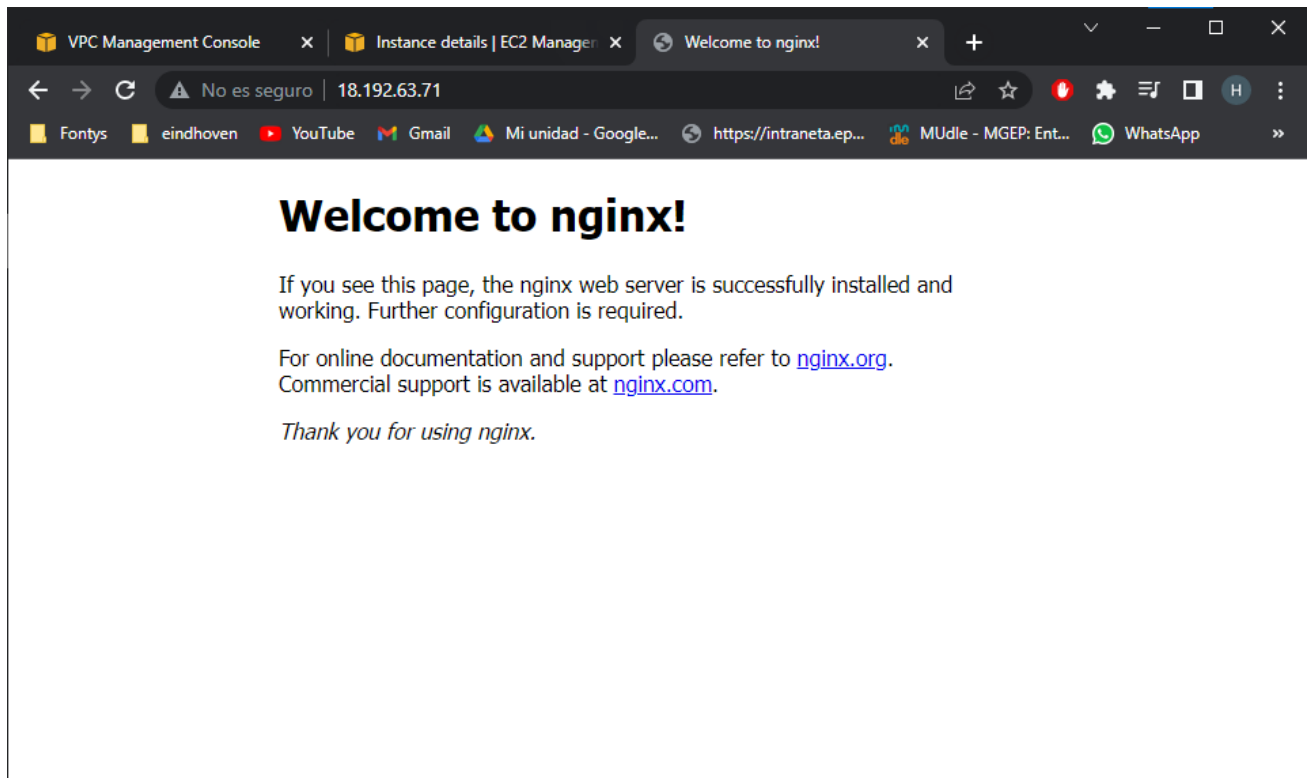 VPC Management Console
Instance details | EC2 Managen
Welcome to nginx!
No es seguro | 18.192.63.71
H
Fontys
eindhoven
YouTube
Gmail
Mi unidad - Google...
https://intraneta.ep...
MUdle - MGEP: Ent...
WhatsApp
»
Welcome to nginx!
If you see this page, the nginx web server is successfully installed and
working. Further configuration is required.
For online documentation and support please refer to nginx.org.
Commercial support is available at nginx.com.
Thank you for using nginx.